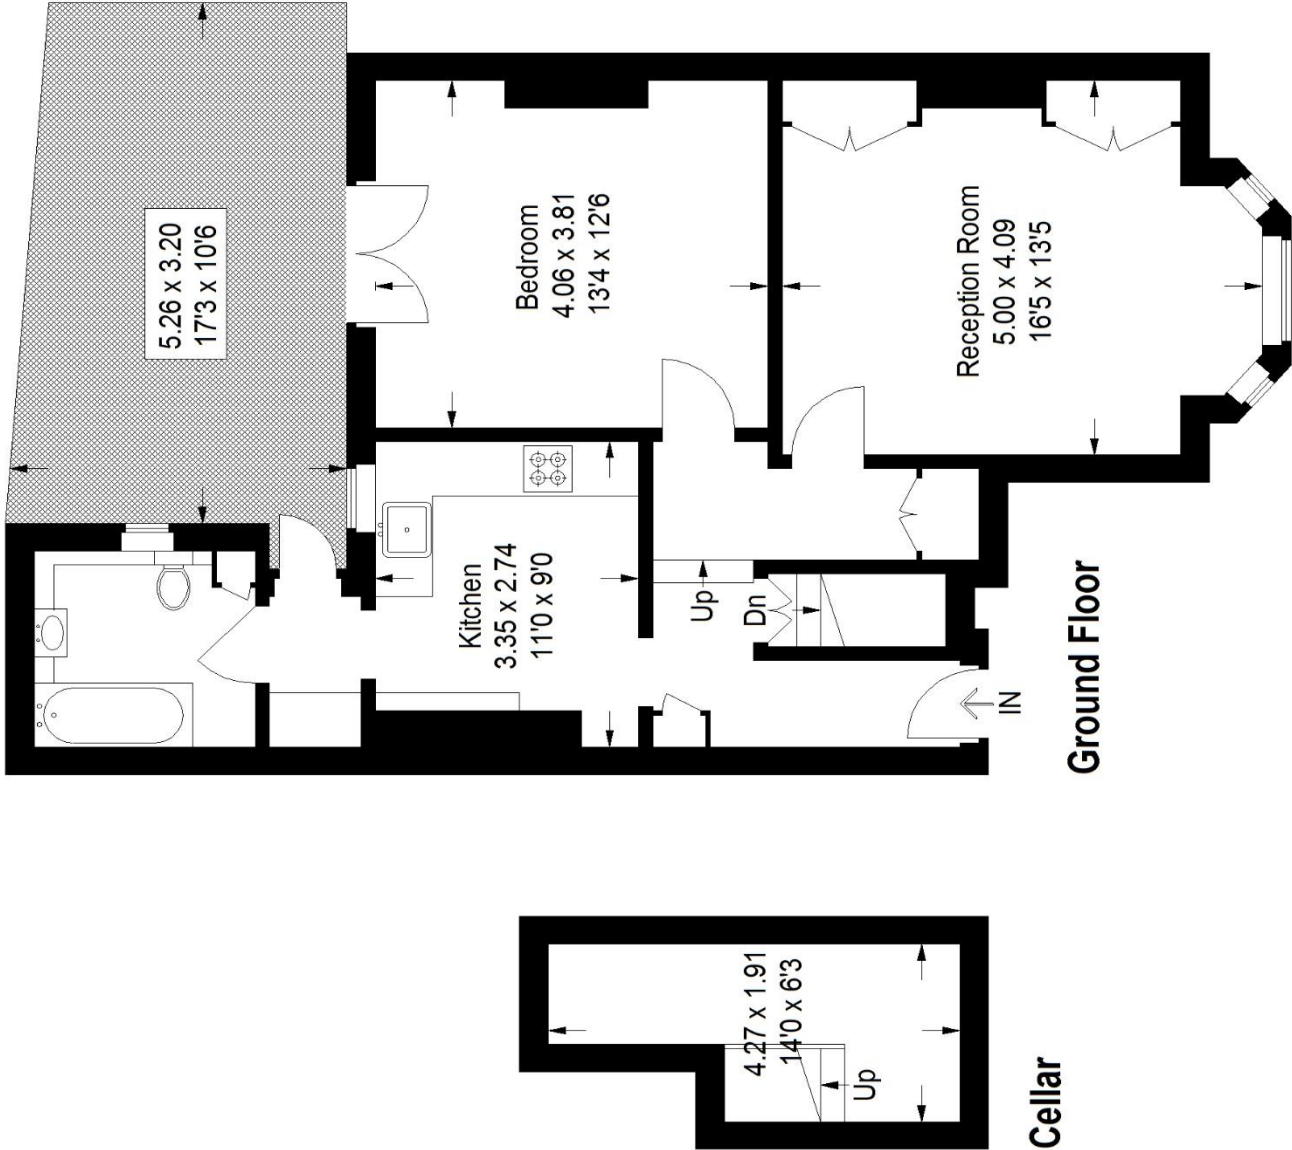 5.26 x 3.20
17'3 x 10'6
Bedroom
4.06 x 3.81
13'4 x 12'6
Reception Room
5.00 x 4.09
16'5 x 13'5
Kitchen
3.35 x 2.74
11'0 x 9'0
Up
Dn
IN
Ground Floor
4.27 x 1.91
14'0 x 6'3
Up
Cellar